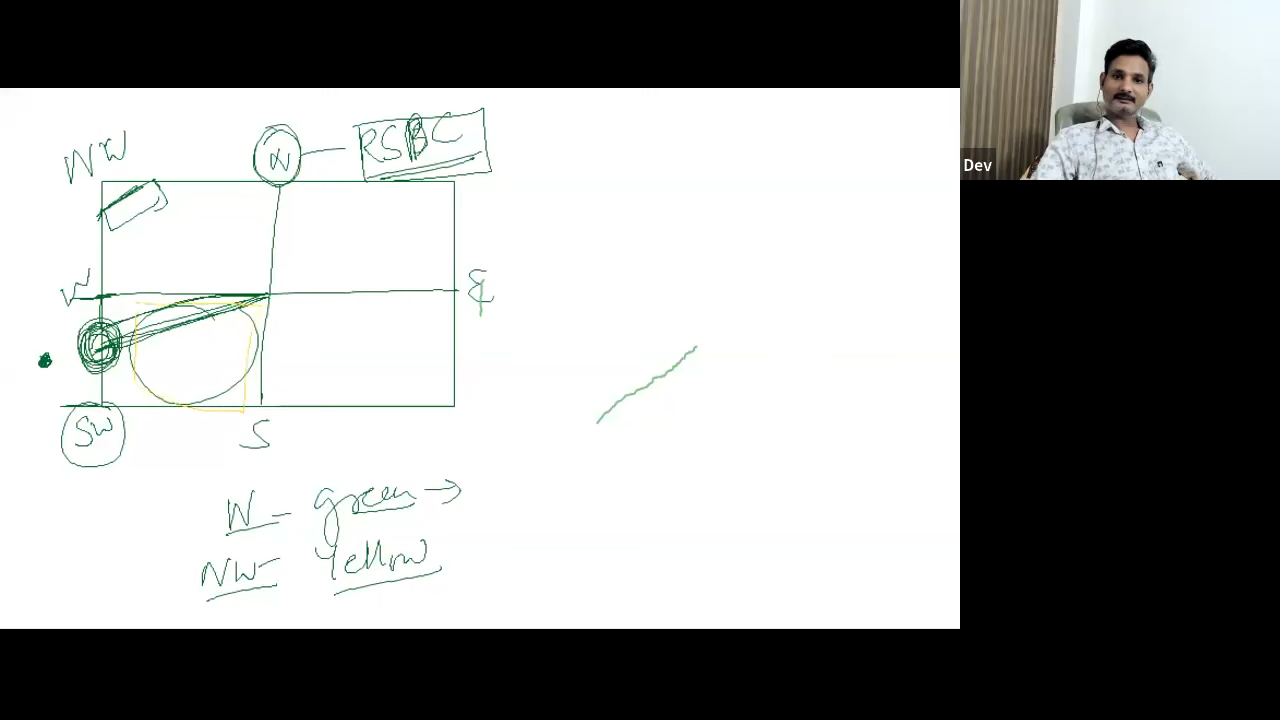 NW
N
RSBC
W
E
SW
S
N - green →
NW - Yellow
Dev